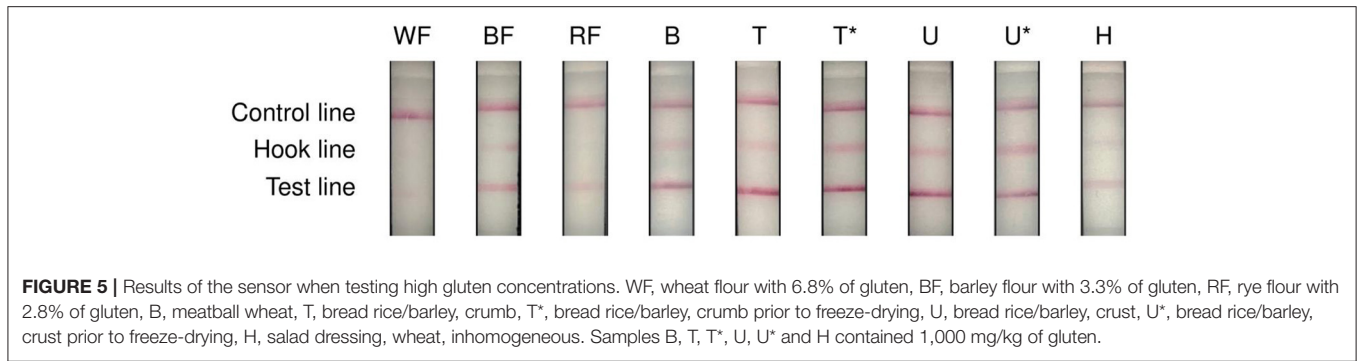 WF BF RF B T T* U U* H
Control line
Hook line
Test line
FIGURE 5 | Results of the sensor when testing high gluten concentrations. WF, wheat flour with 6.8% of gluten, BF, barley flour with 3.3% of gluten, RF, rye flour with
2.8% of gluten, B, meatball wheat, T, bread rice/barley, crumb, T*, bread rice/barley, crumb prior to freeze-drying, U, bread rice/barley, crust, U*, bread rice/barley,
crust prior to freeze-drying, H, salad dressing, wheat, inhomogeneous. Samples B, T, T*, U, U* and H contained 1,000 mg/kg of gluten.